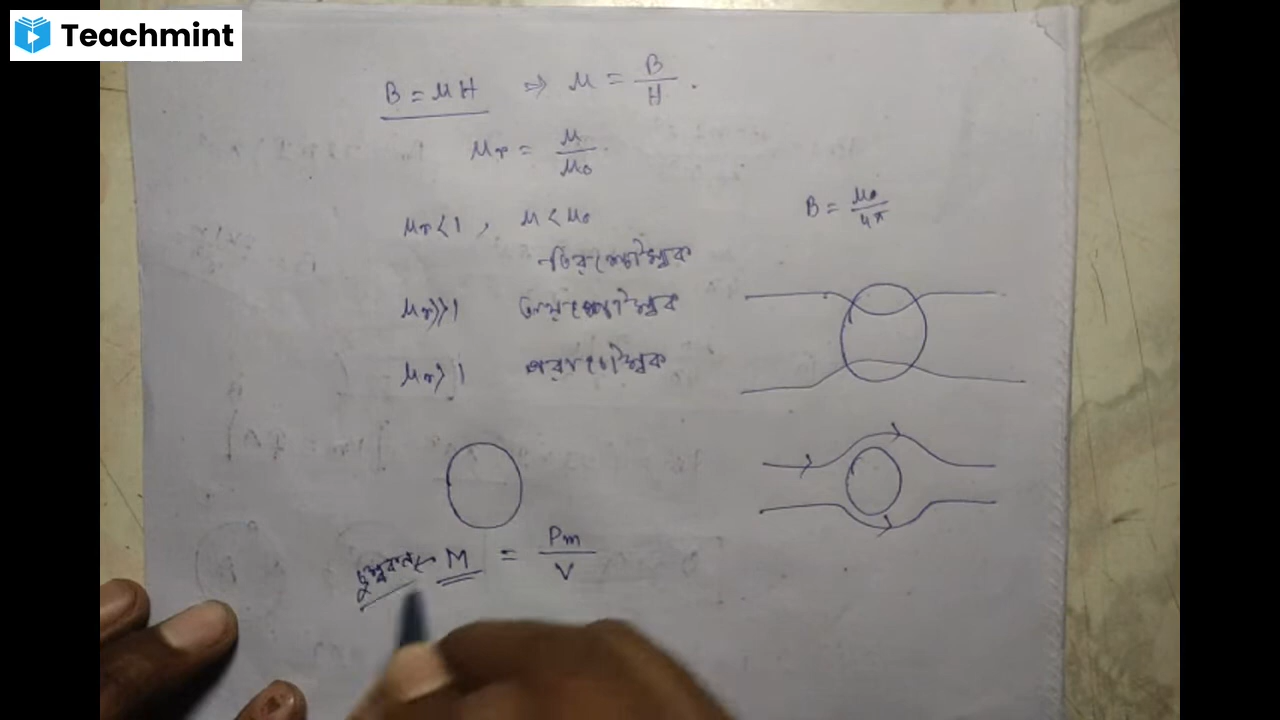 Teachmint
B = μH ⇒ μ = B/H .
μr = μ/μ0 .
μr<1 , μ<μ0
তিরশ্চৌম্বক
μr>>1 অয়শ্চৌম্বক
μr>1 পরাচৌম্বক
B = μ0/4π
চুম্বকন ← M = Pm/V